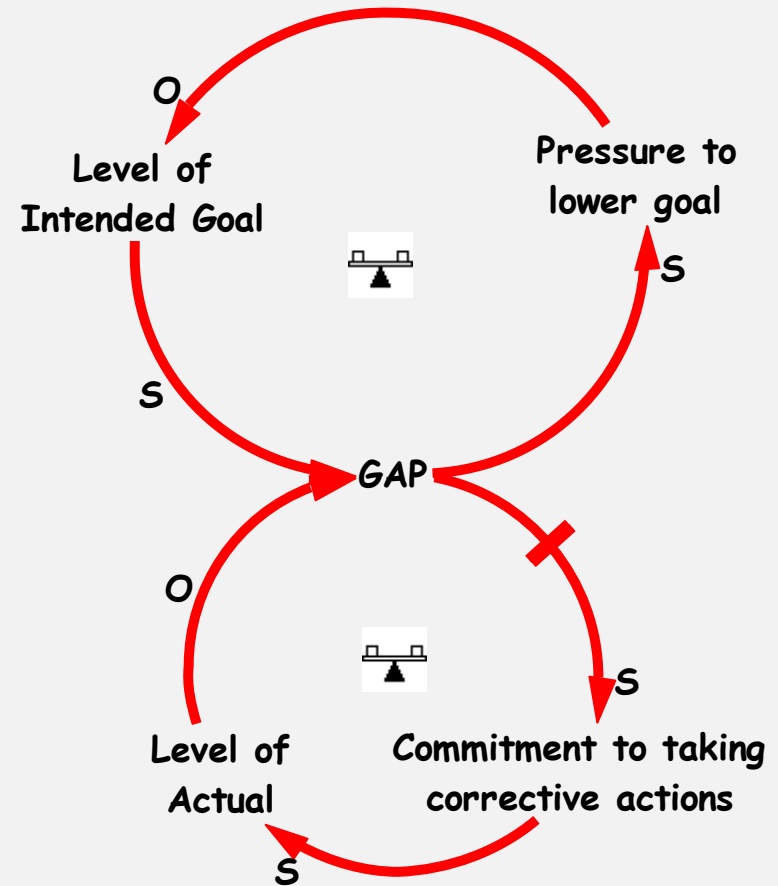 O
Level of
Intended Goal
Pressure to
lower goal
S
S
GAP
O
S
Level of
Actual
Commitment to taking
corrective actions
S